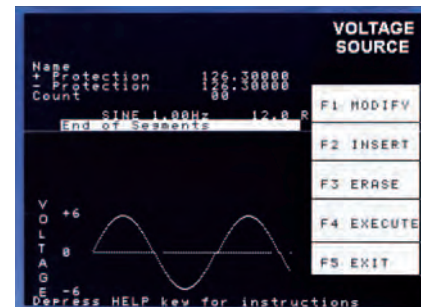 VOLTAGE
SOURCE
Name
+ Protection 126.30000
- Protection 126.30000
Count 00
SINE 1.00Hz 12.0 R
End of Segments
F1 MODIFY
F2 INSERT
F3 ERASE
F4 EXECUTE
F5 EXIT
VOLTAGE
+6
0
-6
Depress HELP key for instructions